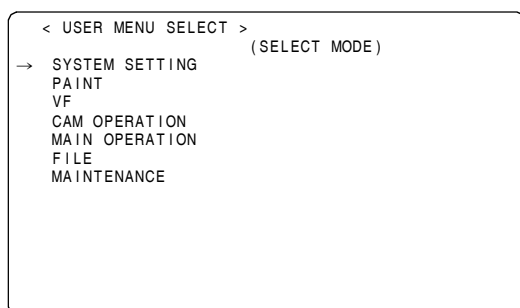 < USER MENU SELECT >
(SELECT MODE)
→ SYSTEM SETTING
PAINT
VF
CAM OPERATION
MAIN OPERATION
FILE
MAINTENANCE